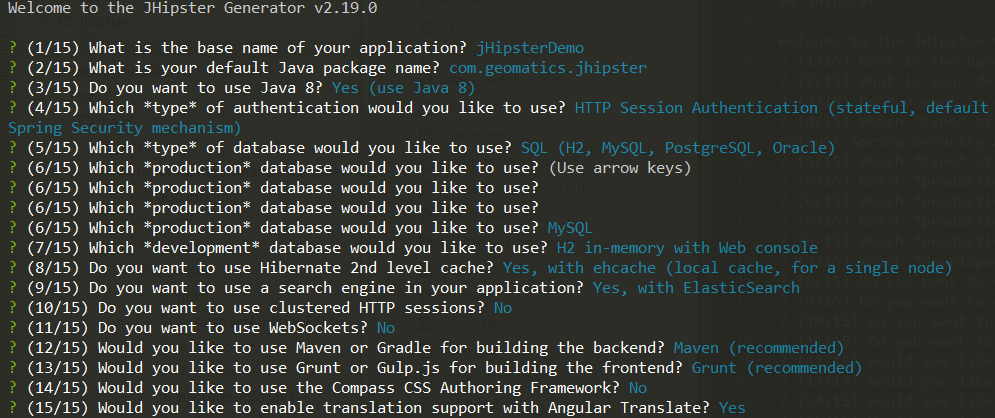 Welcome to the JHipster Generator v2.19.0
? (1/15) What is the base name of your application? jHipsterDemo
? (2/15) What is your default Java package name? com.geomatics.jhipster
? (3/15) Do you want to use Java 8? Yes (use Java 8)
? (4/15) Which *type* of authentication would you like to use? HTTP Session Authentication (stateful, default
Spring Security mechanism)
? (5/15) Which *type* of database would you like to use? SQL (H2, MySQL, PostgreSQL, Oracle)
? (6/15) Which *production* database would you like to use? (Use arrow keys)
? (6/15) Which *production* database would you like to use?
? (6/15) Which *production* database would you like to use?
? (6/15) Which *production* database would you like to use? MySQL
? (7/15) Which *development* database would you like to use? H2 in-memory with Web console
? (8/15) Do you want to use Hibernate 2nd level cache? Yes, with ehcache (local cache, for a single node)
? (9/15) Do you want to use a search engine in your application? Yes, with ElasticSearch
? (10/15) Do you want to use clustered HTTP sessions? No
? (11/15) Do you want to use WebSockets? No
? (12/15) Would you like to use Maven or Gradle for building the backend? Maven (recommended)
? (13/15) Would you like to use Grunt or Gulp.js for building the frontend? Grunt (recommended)
? (14/15) Would you like to use the Compass CSS Authoring Framework? No
? (15/15) Would you like to enable translation support with Angular Translate? Yes